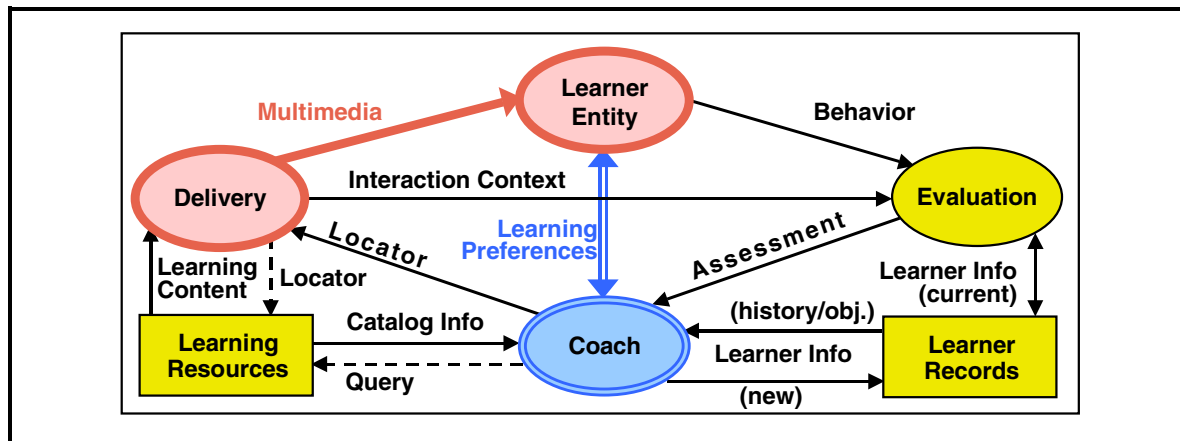 Learner
Entity
Multimedia
Behavior
Delivery
Interaction Context
Evaluation
Learning
Preferences
Locator
Assessment
Learning
Content
Locator
Learner Info
(current)
Learning
Resources
Catalog Info
Query
Coach
(history/obj.)
Learner Info
(new)
Learner
Records